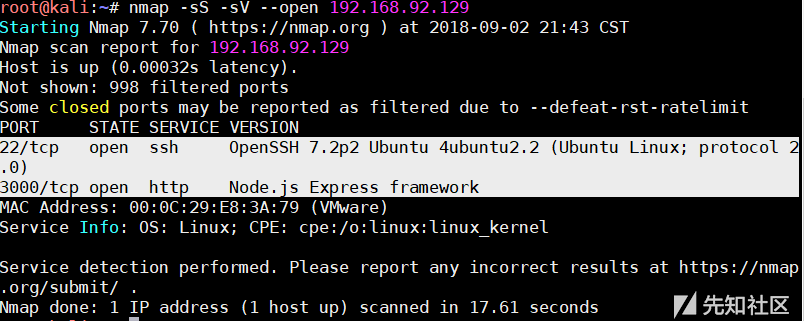 root@kali:~# nmap -sS -sV --open 192.168.92.129
Starting Nmap 7.70 ( https://nmap.org ) at 2018-09-02 21:43 CST
Nmap scan report for 192.168.92.129
Host is up (0.00032s latency).
Not shown: 998 filtered ports
Some closed ports may be reported as filtered due to --defeat-rst-ratelimit
PORT     STATE SERVICE VERSION
22/tcp   open  ssh     OpenSSH 7.2p2 Ubuntu 4ubuntu2.2 (Ubuntu Linux; protocol 2
.0)
3000/tcp open  http    Node.js Express framework
MAC Address: 00:0C:29:E8:3A:79 (VMware)
Service Info: OS: Linux; CPE: cpe:/o:linux:linux_kernel
Service detection performed. Please report any incorrect results at https://nmap
.org/submit/ .
Nmap done: 1 IP address (1 host up) scanned in 17.61 seconds
先知社区